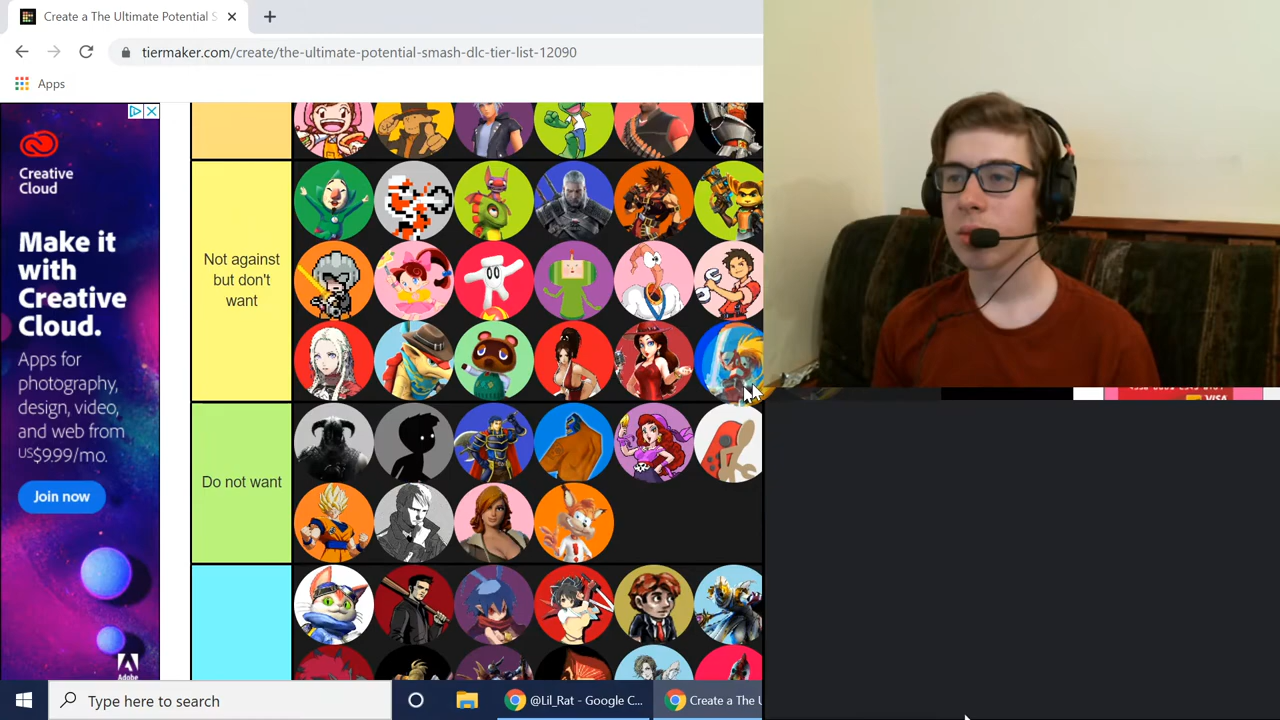 Create a The Ultimate Potential S
tiermaker.com/create/the-ultimate-potential-smash-dlc-tier-list-12090
Apps
Creative
Cloud
Make it
with
Creative
Cloud.
Apps for
photography,
design, video,
and web from
US$9.99/mo.
Join now
Adobe
Not against
but don't
want
Do not want
VISA
Type here to search
@Lil_Rat - Google C...
Create a The U